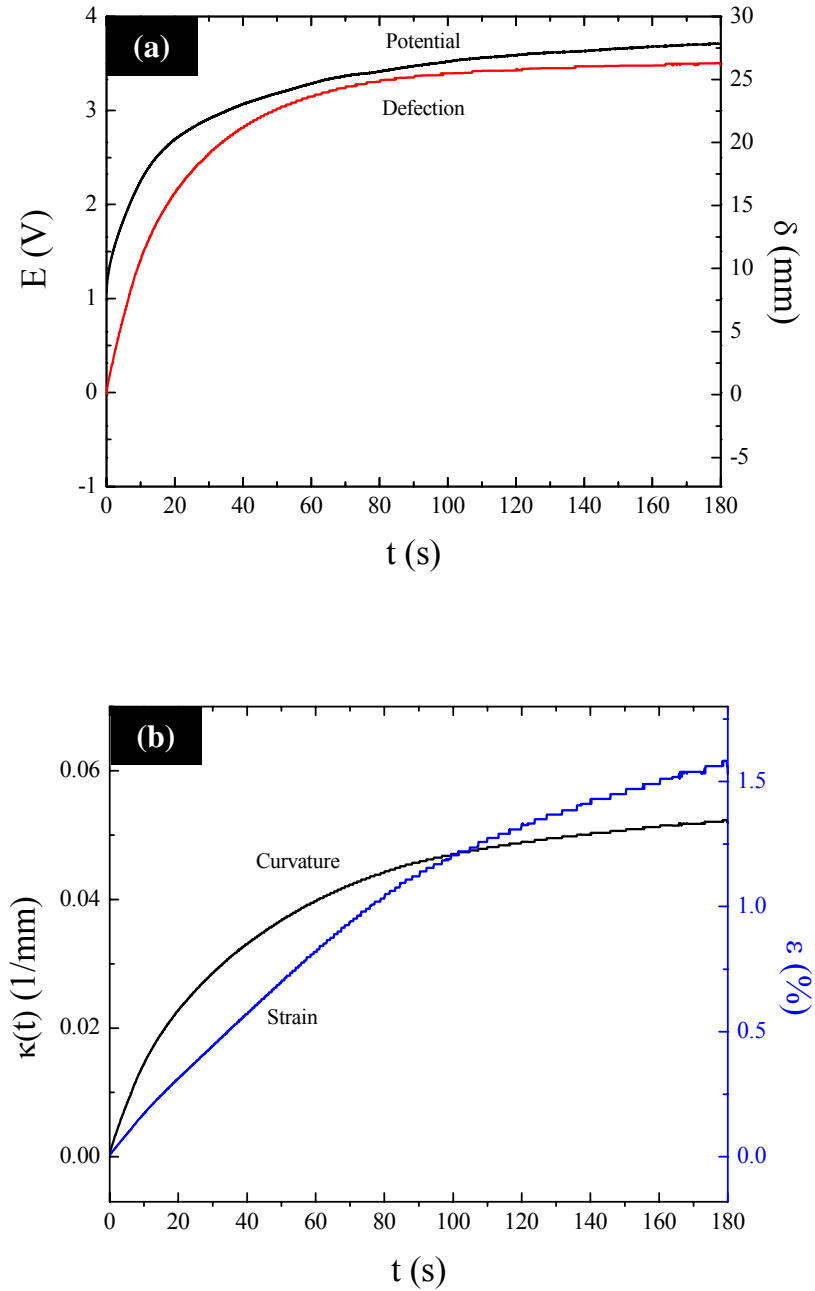 (a)
Potential
Defection
E (V)
4
3
2
1
0
-1
δ (mm)
30
25
20
15
10
5
0
-5
0 20 40 60 80 100 120 140 160 180
t (s)
(b)
Curvature
Strain
κ(t) (1/mm)
0.06
0.04
0.02
0.00
ε (%)
1.5
1.0
0.5
0.0
0 20 40 60 80 100 120 140 160 180
t (s)